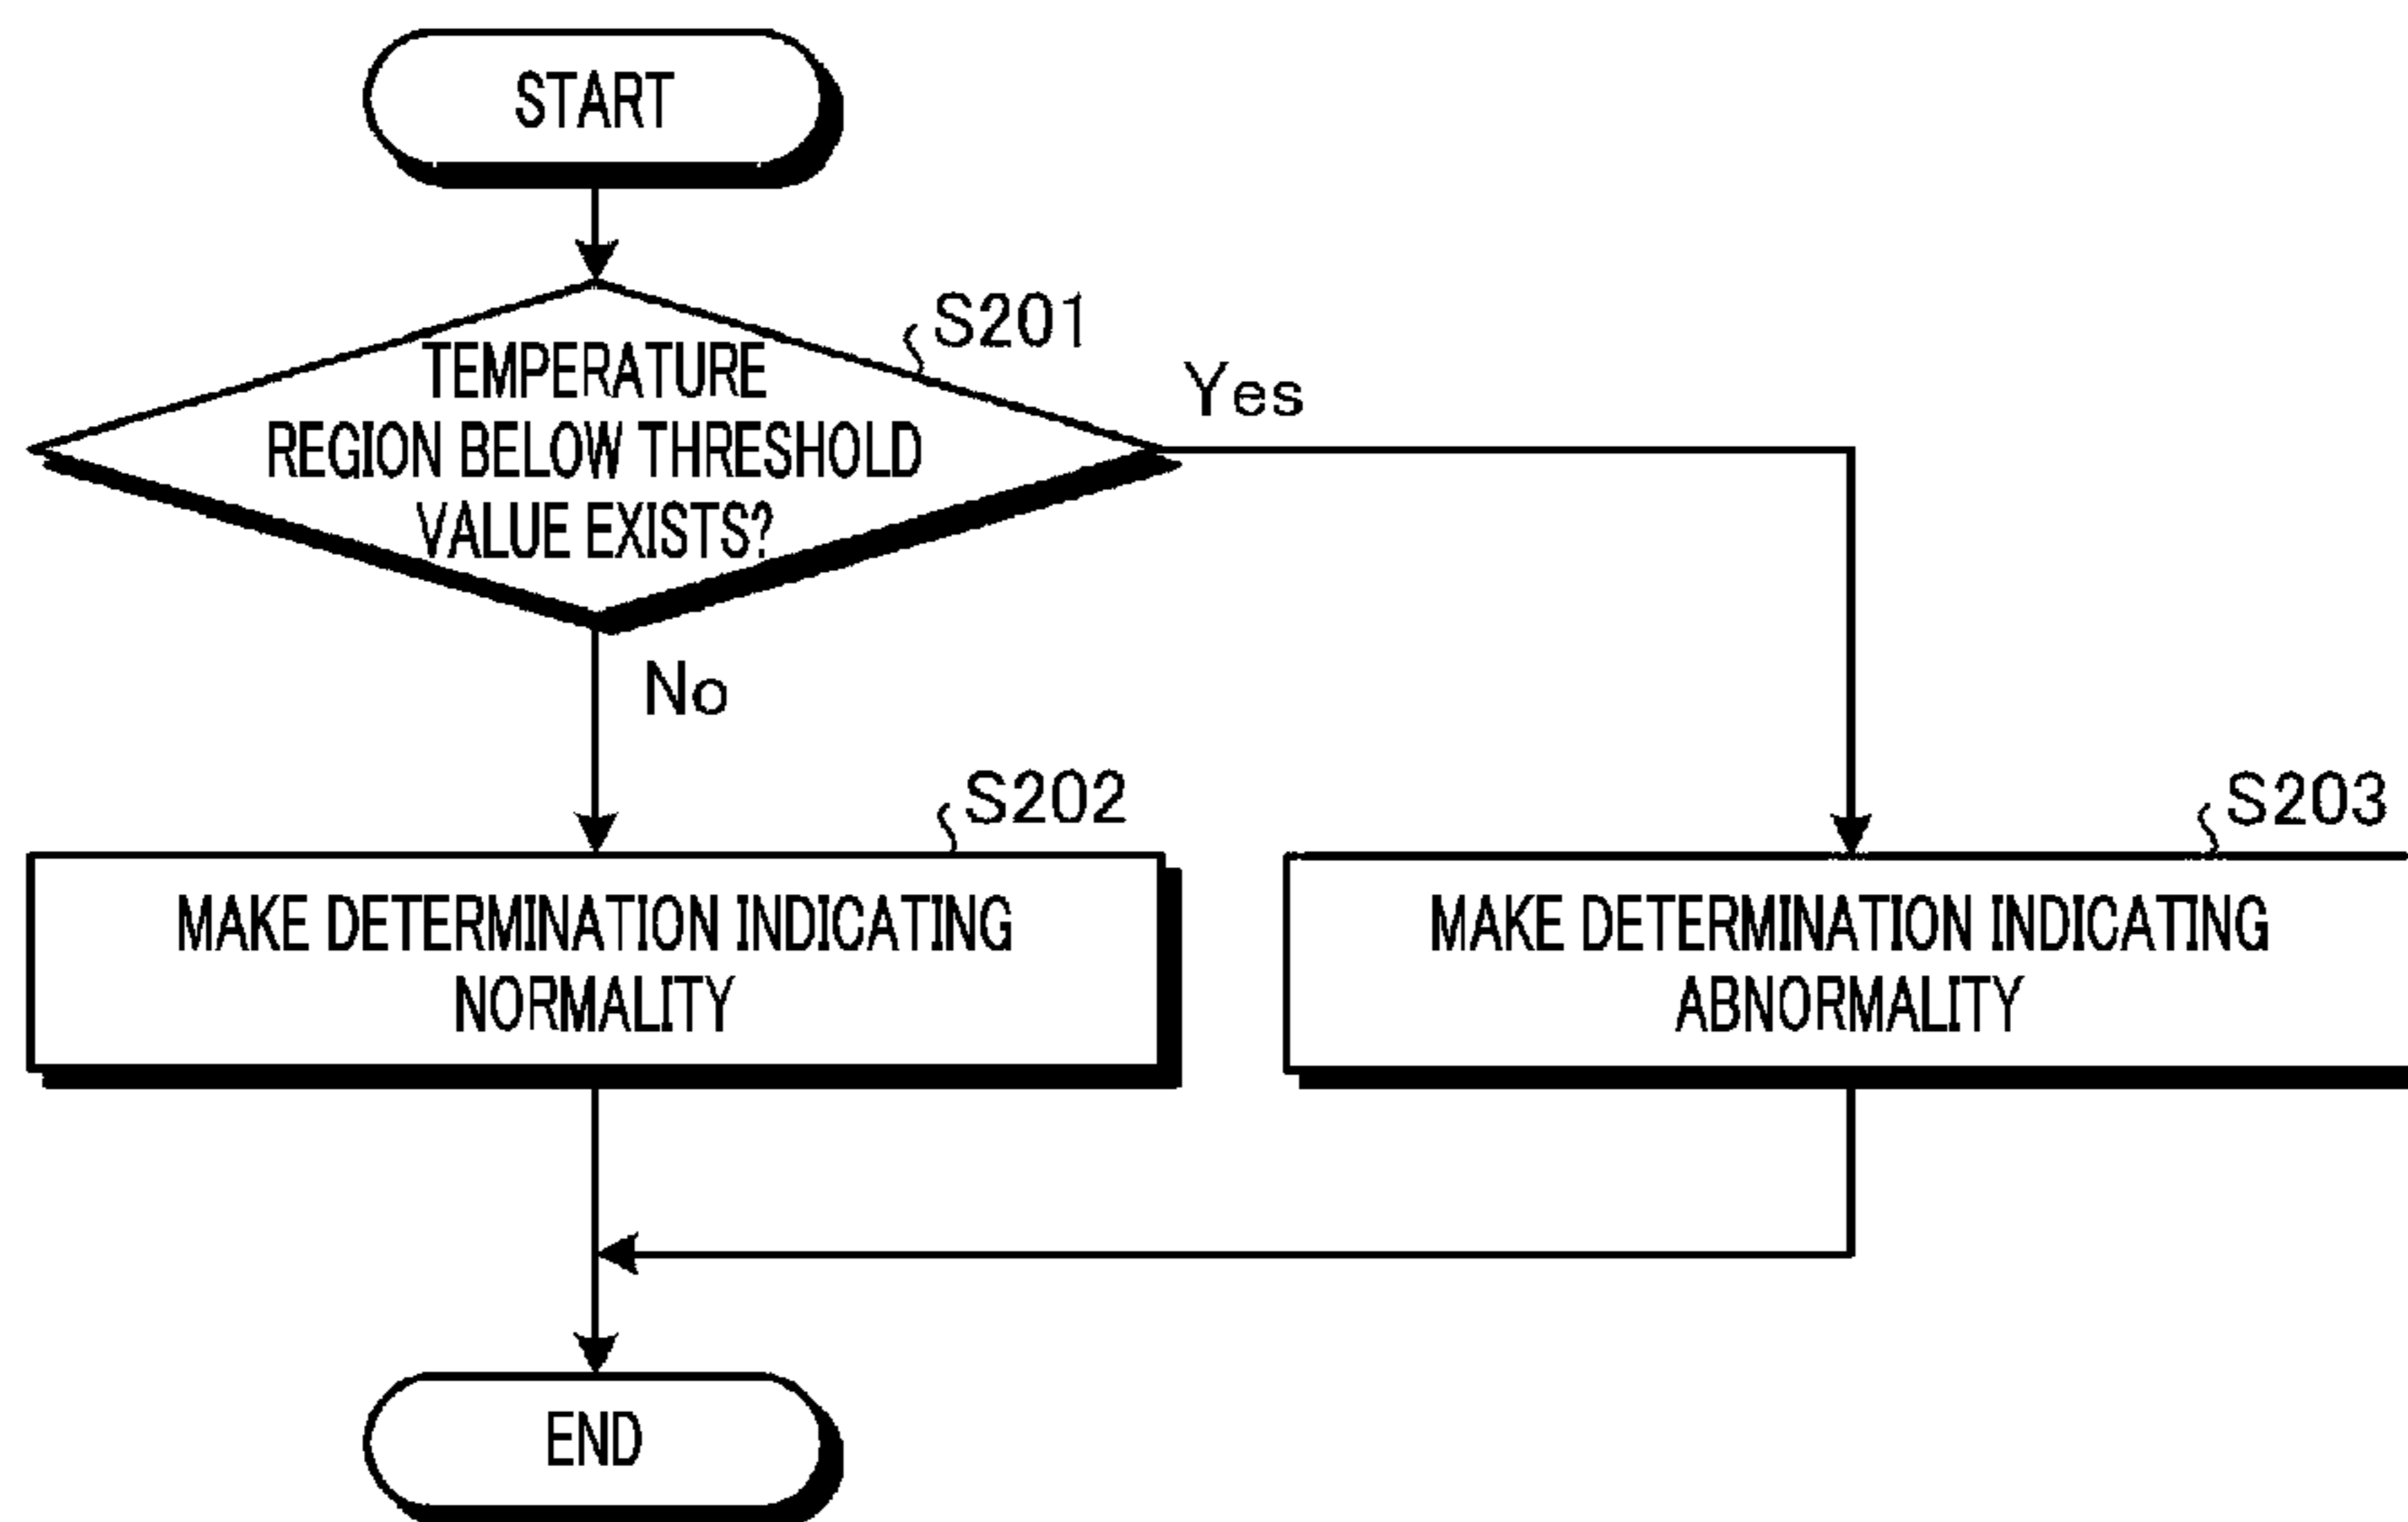 START
S201
TEMPERATURE
REGION BELOW THRESHOLD
VALUE EXISTS?
Yes
No
S202
MAKE DETERMINATION INDICATING
NORMALITY
S203
MAKE DETERMINATION INDICATING
ABNORMALITY
END